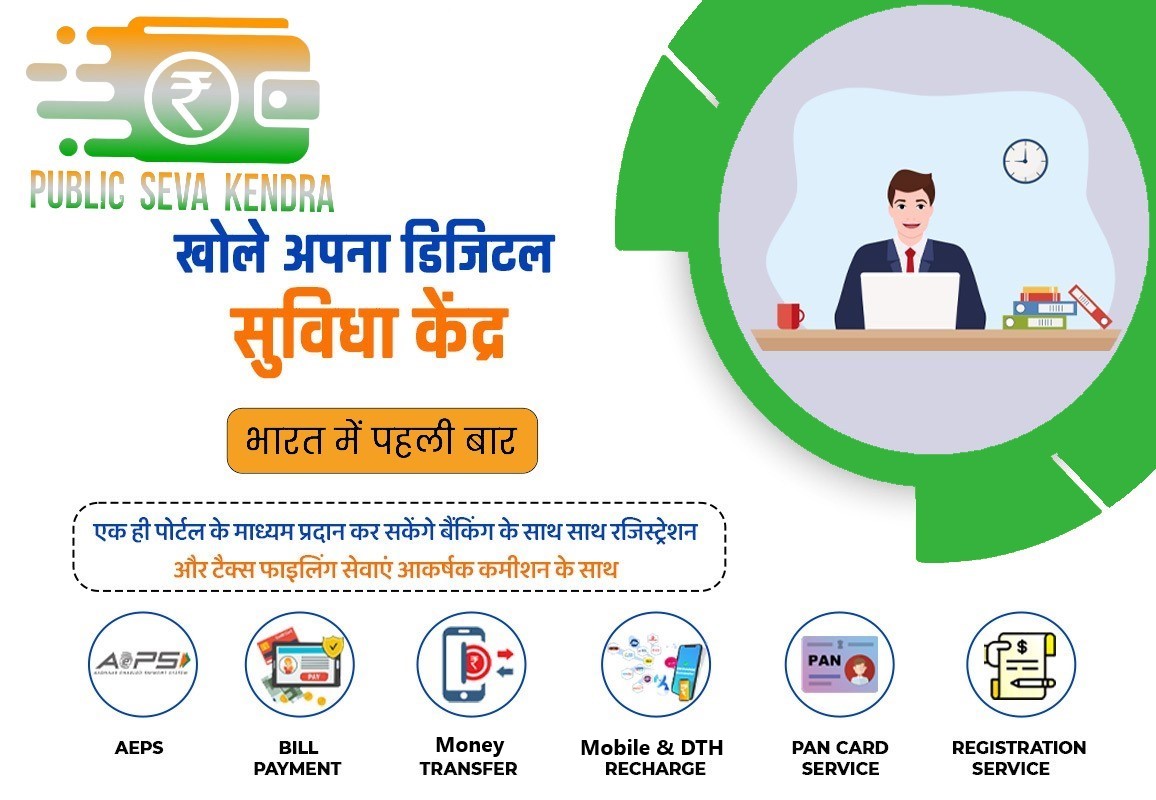 PUBLIC SEVA KENDRA
खोले अपना डिजिटल
सुविधा केंद्र
भारत में पहली बार
एक ही पोर्टल के माध्यम प्रदान कर सकेंगे बैंकिंग के साथ साथ रजिस्ट्रेशन
और टैक्स फाइलिंग सेवाएं आकर्षक कमीशन के साथ
AePS
AADHAAR ENABLED PAYMENT SYSTEM
PAY
PAN
AEPS
BILL
PAYMENT
Money
TRANSFER
Mobile & DTH
RECHARGE
PAN CARD
SERVICE
REGISTRATION
SERVICE